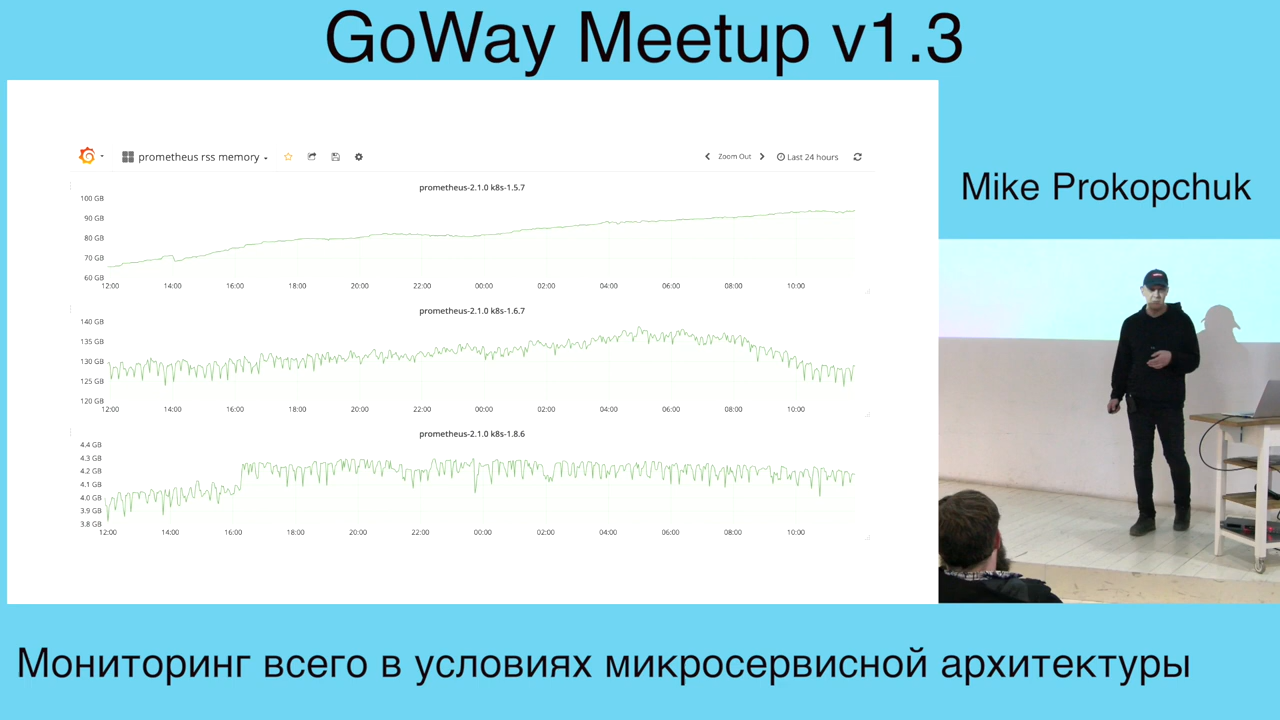 GoWay Meetup v1.3
prometheus rss memory
Zoom Out
Last 24 hours
prometheus-2.1.0 k8s-1.5.7
100 GB
90 GB
80 GB
70 GB
60 GB
12:00 14:00 16:00 18:00 20:00 22:00 00:00 02:00 04:00 06:00 08:00 10:00
prometheus-2.1.0 k8s-1.6.7
140 GB
135 GB
130 GB
125 GB
120 GB
12:00 14:00 16:00 18:00 20:00 22:00 00:00 02:00 04:00 06:00 08:00 10:00
prometheus-2.1.0 k8s-1.8.6
4.4 GB
4.3 GB
4.2 GB
4.1 GB
4.0 GB
3.9 GB
3.8 GB
12:00 14:00 16:00 18:00 20:00 22:00 00:00 02:00 04:00 06:00 08:00 10:00
Mike Prokopchuk
Мониторинг всего в условиях микросервисной архитектуры